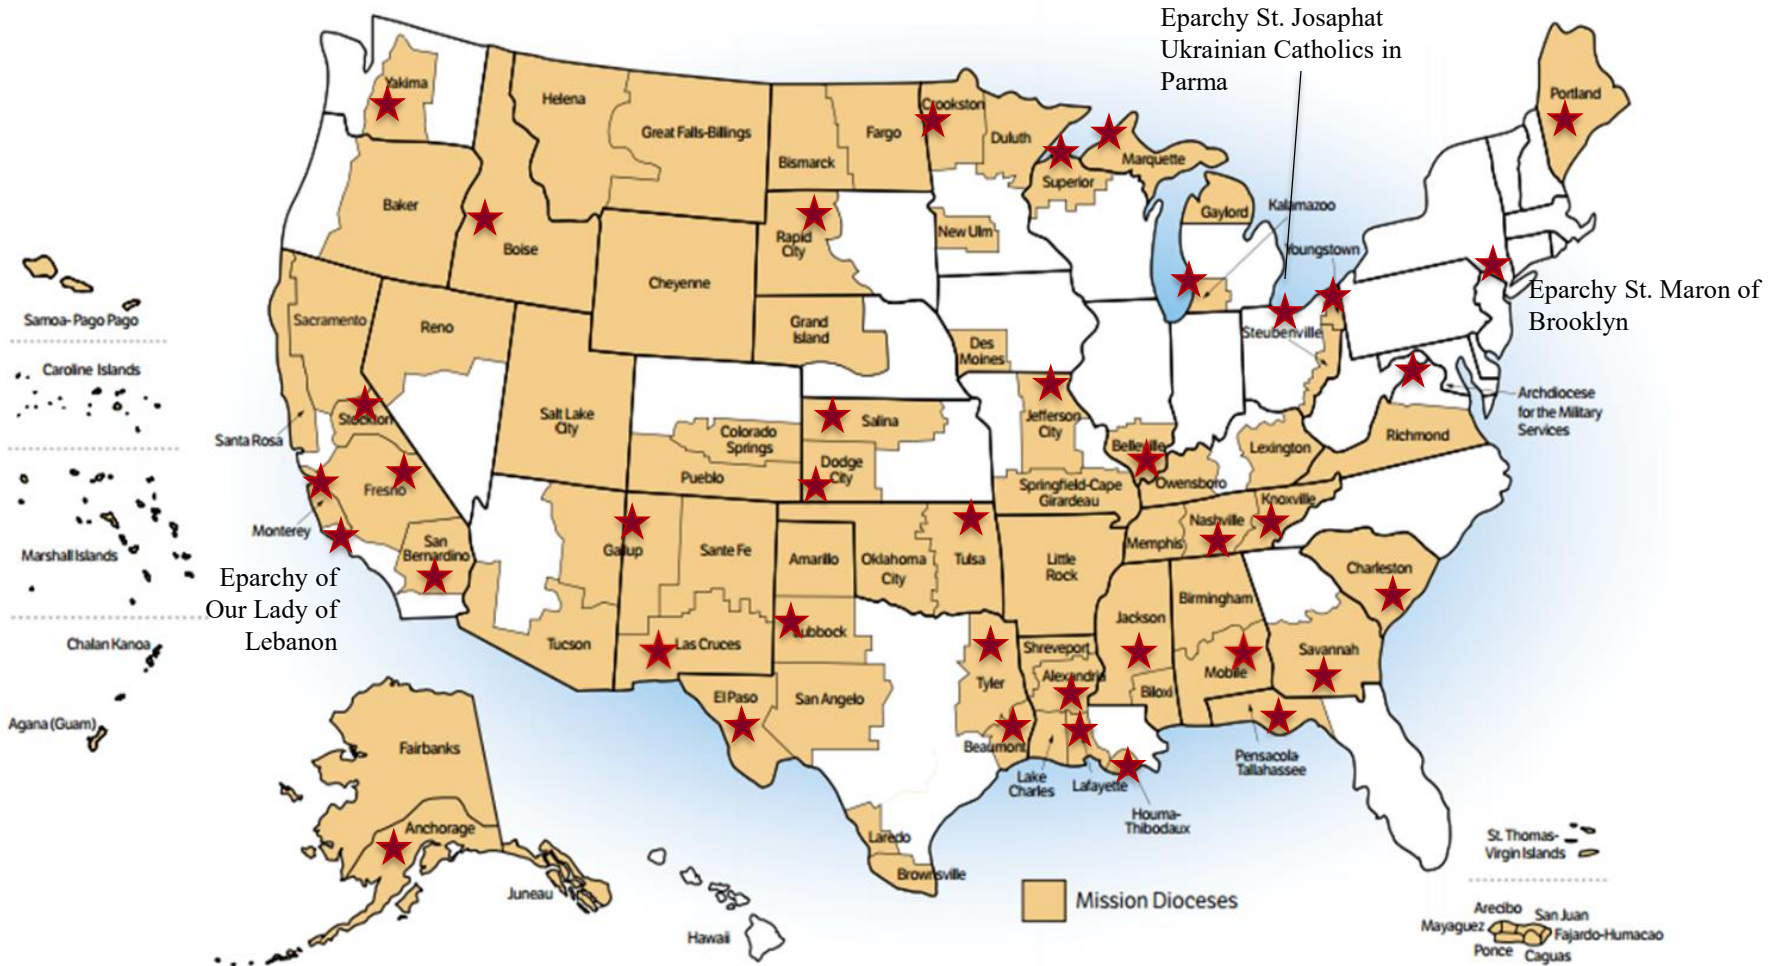 Eparchy St. Josaphat
Ukrainian Catholics in
Parma
Yakima
Helena
Great Falls-Billings
Bismarck
Fargo
Crookston
Duluth
Marquette
Superior
Portland
Baker
Boise
Rapid
City
New Ulm
Gaylord
Kalamazoo
Youngstown
Cheyenne
Eparchy St. Maron of
Brooklyn
Samoa- Pago Pago
Sacramento
Reno
Grand
Island
Des
Moines
Steubenville
Caroline Islands
Archdiocese
for the Military
Services
Santa Rosa
Stockton
Salt Lake
City
Colorado
Springs
Pueblo
Salina
Dodge
City
Jefferson
City
Belleville
Lexington
Richmond
Owensboro
Springfield-Cape
Girardeau
Knoxville
Nashville
Memphis
Fresno
Monterey
San
Bernardino
Marshall Islands
Gallup
Sante Fe
Amarillo
Oklahoma
City
Tulsa
Little
Rock
Charleston
Eparchy of
Our Lady of
Lebanon
Birmingham
Jackson
Tucson
Las Cruces
Lubbock
Shreveport
Savannah
Chalan Kanoa
Alexandria
Mobile
Biloxi
Tyler
El Paso
San Angelo
Agana (Guam)
Fairbanks
Beaumont
Lake
Charles
Lafayette
Houma-
Thibodaux
Pensacola
Tallahassee
Anchorage
Juneau
Laredo
Brownsville
St. Thomas-
Virgin Islands
Mission Dioceses
Hawaii
Arecibo
San Juan
Mayaguez
Fajardo-Humacao
Ponce
Caguas